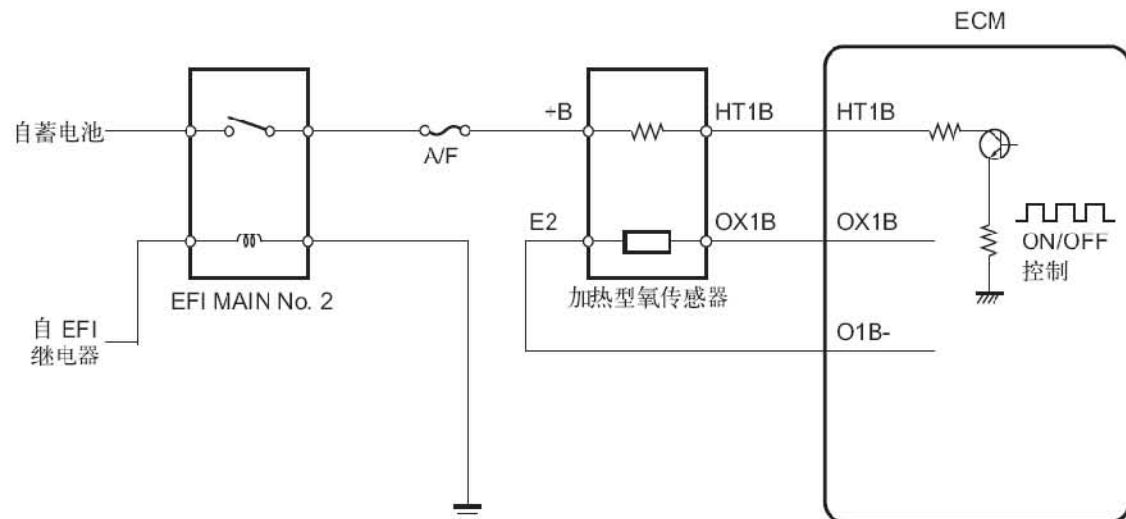 ECM
自蓄电池
A/F
+B
HT1B
HT1B
E2
OX1B
OX1B
ON/OFF
控制
EFI MAIN No. 2
加热型氧传感器
自 EFI
继电器
O1B-